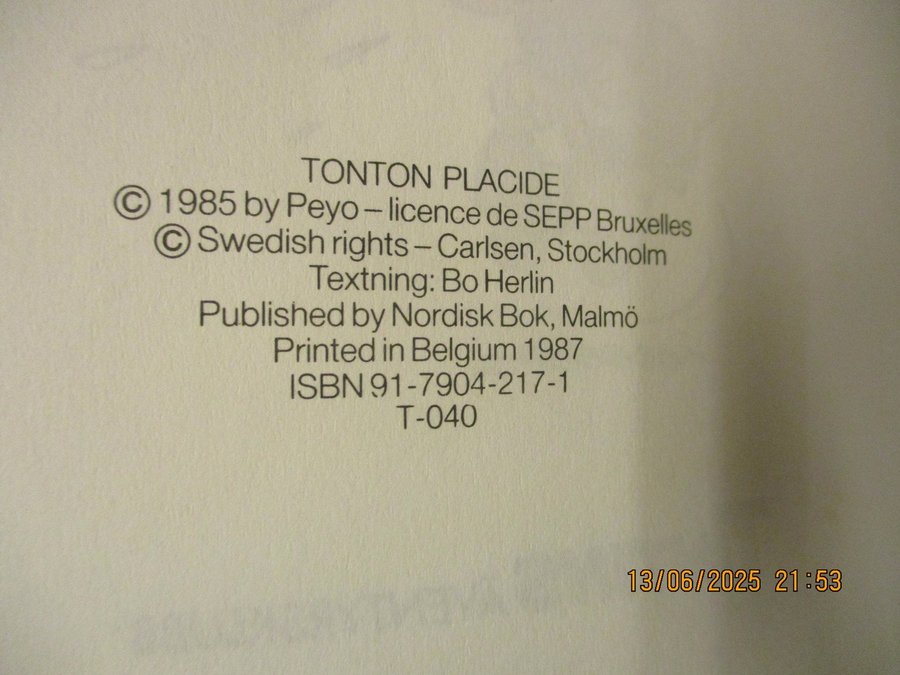 TONTON PLACIDE
© 1985 by Peyo – licence de SEPP Bruxelles
© Swedish rights – Carlsen, Stockholm
Textning: Bo Herlin
Published by Nordisk Bok, Malmö
Printed in Belgium 1987
ISBN 91-7904-217-1
T-040
13/06/2025 21:53